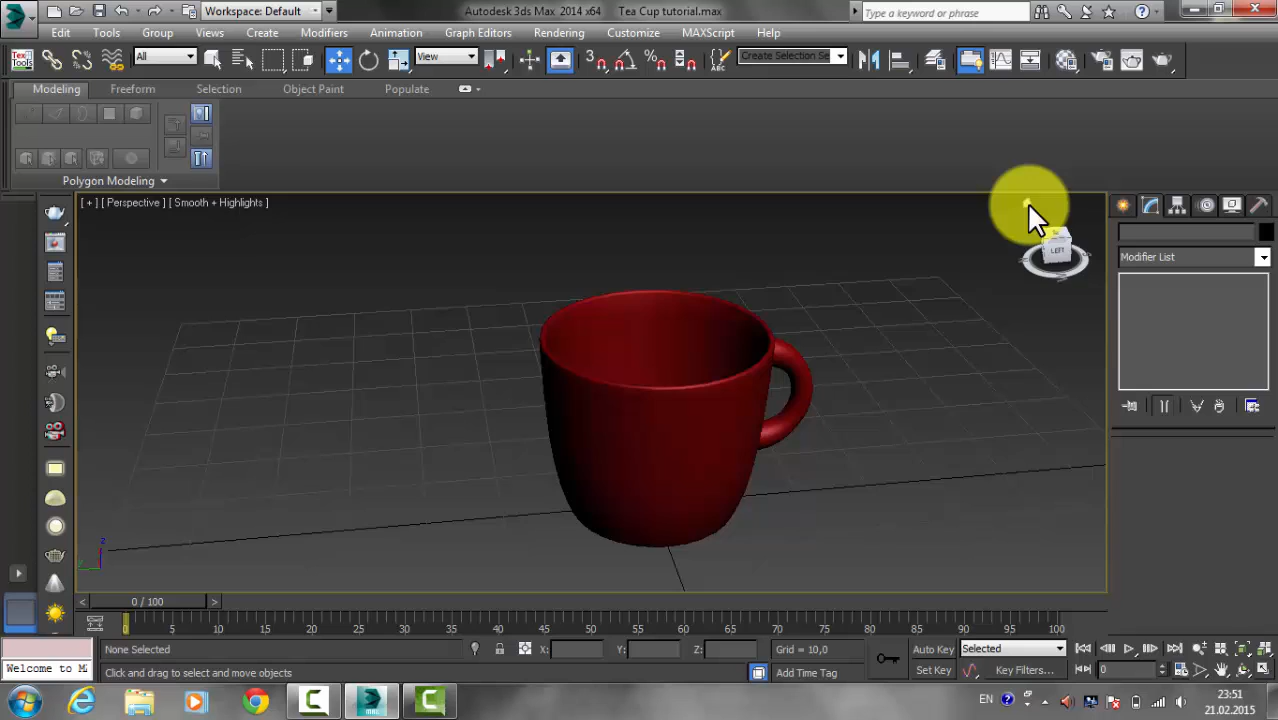 Workspace: Default
Autodesk 3ds Max 2014 x64 Tea Cup tutorial.max
Type a keyword or phrase
Edit Tools Group Views Create Modifiers Animation Graph Editors Rendering Customize MAXScript Help
All
View
3
Create Selection Se
Modeling Freeform Selection Object Paint Populate
Polygon Modeling
[ + ] [ Perspective ] [ Smooth + Highlights ]
LEFT
Modifier List
z
0 / 100
0 5 10 15 20 25 30 35 40 45 50 55 60 65 70 75 80 85 90 95 100
None Selected
X: Y: Z:
Grid = 10,0
Auto Key
Selected
Welcome to M
Click and drag to select and move objects
Add Time Tag
Set Key
Key Filters...
0
EN
23:51
21.02.2015